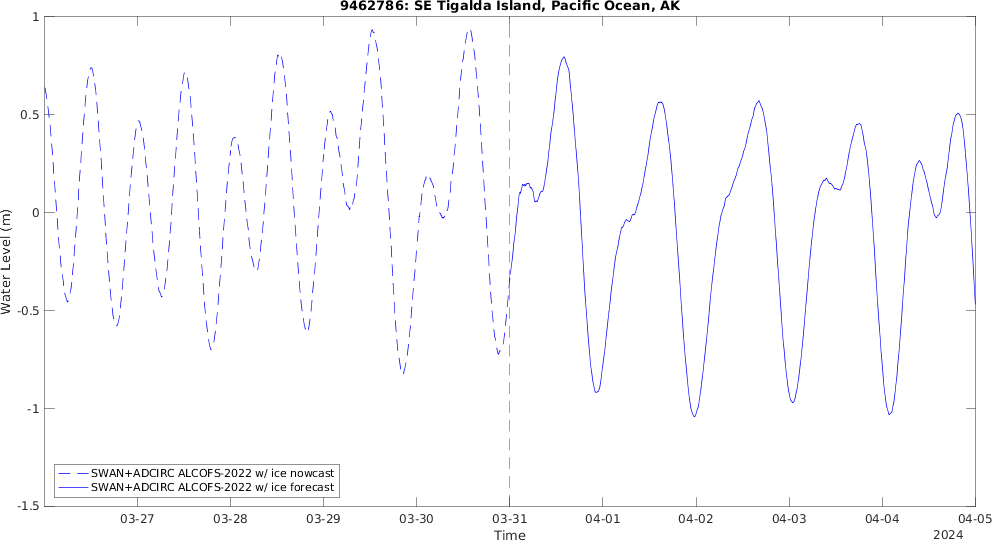 9462786: SE Tigalda Island, Pacific Ocean, AK
Water Level (m)
1
0.5
0
-0.5
-1
-1.5
SWAN+ADCIRC ALCOFS-2022 w/ ice nowcast
SWAN+ADCIRC ALCOFS-2022 w/ ice forecast
03-27 03-28 03-29 03-30 03-31 04-01 04-02 04-03 04-04 04-05
Time
2024